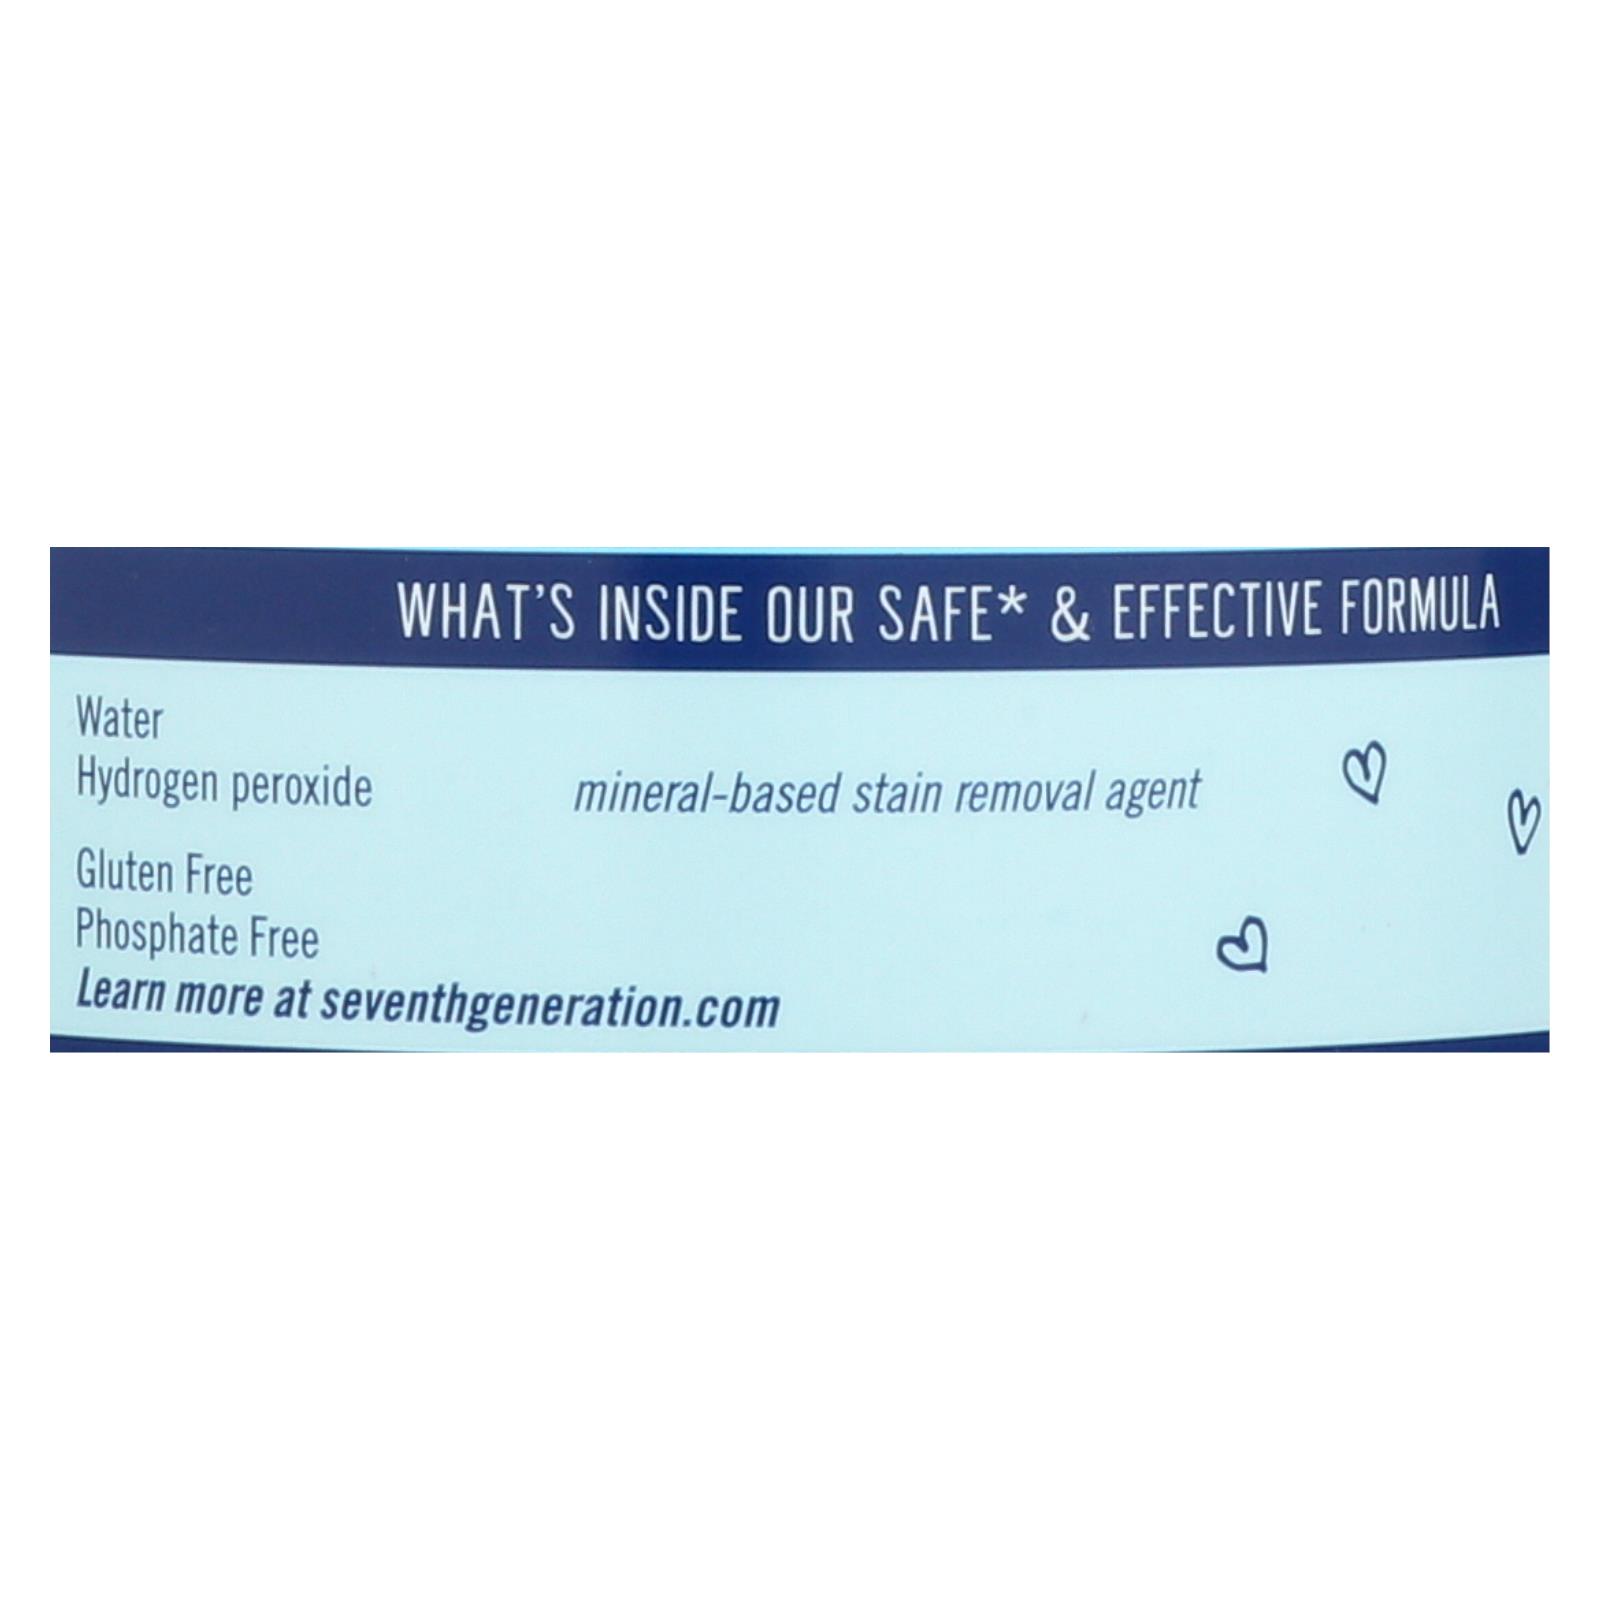 WHAT'S INSIDE OUR SAFE* & EFFECTIVE FORMULA
Water
Hydrogen peroxide mineral-based stain removal agent
Gluten Free
Phosphate Free
Learn more at seventhgeneration.com